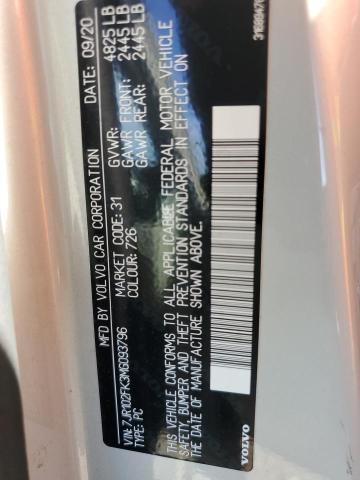 MFD BY VOLVO CAR CORPORATION 09/20
MARKET CODE: 31 GVWR: 4825 LB
COLOUR: 726 GAWR FRONT: 2445 LB
GAWR REAR: 2445 LB
VIN: 7JR102FK3MG093796
TYPE: PC
THIS VEHICLE CONFORMS TO ALL APPLICABLE FEDERAL MOTOR VEHICLE
SAFETY, BUMPER AND THEFT PREVENTION STANDARDS IN EFFECT ON
THE DATE OF MANUFACTURE SHOWN ABOVE.
VOLVO